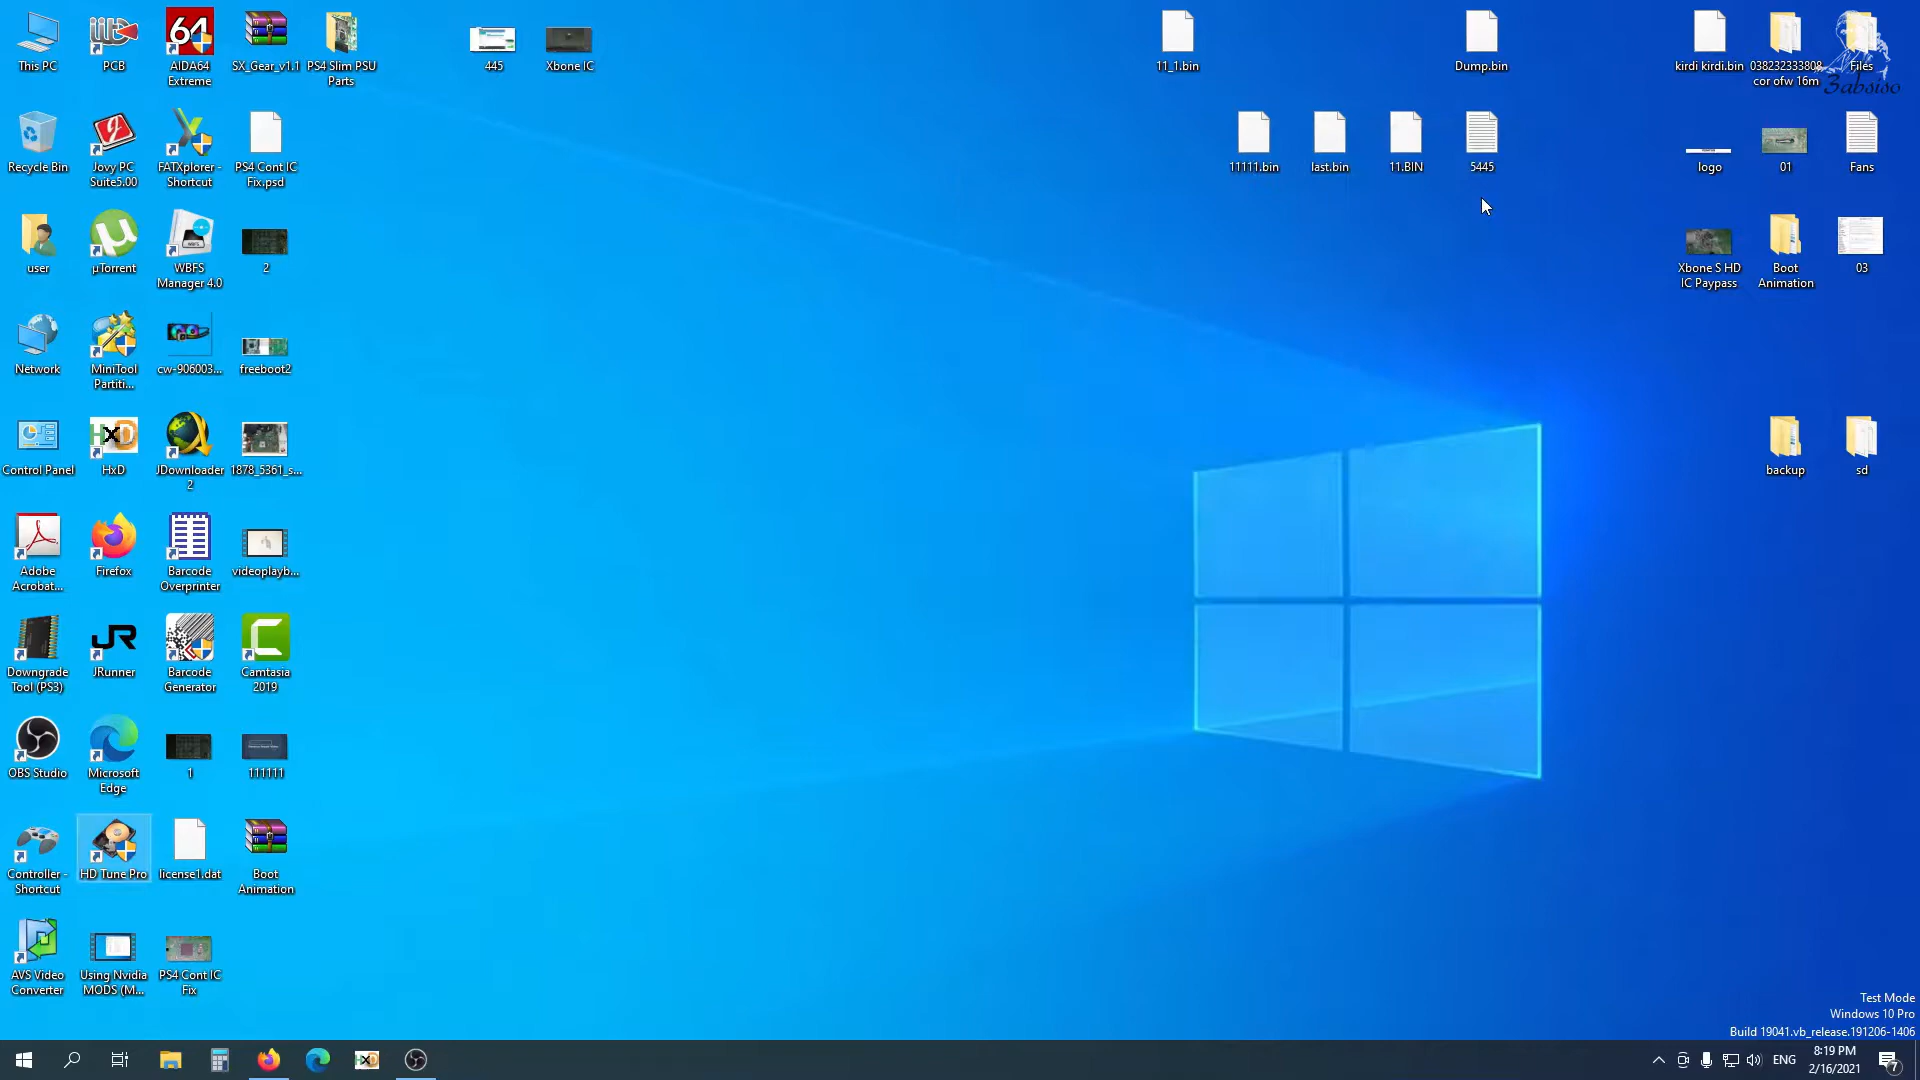 This PC
PCB
AIDA64
Extreme
SX_Gear_v1.1
PS4 Slim PSU
Parts
445
Xbone IC
11_1.bin
Dump.bin
kirdi kirdi.bin
038232333808
cor ofw 16m
Files
3absiso
Recycle Bin
Jovy PC
Suite5.00
FATXplorer -
Shortcut
PS4 Cont IC
Fix.psd
11111.bin
last.bin
11.BIN
5445
logo
01
Fans
user
µTorrent
WBFS
Manager 4.0
2
Xbone S HD
IC Paypass
Boot
Animation
03
Network
MiniTool
Partiti...
cw-906003...
freeboot2
Control Panel
HxD
JDownloader
2
1878_5361_s...
backup
sd
Adobe
Acrobat...
Firefox
Barcode
Overprinter
videoplayb...
Downgrade
Tool (PS3)
JR
JRunner
Barcode
Generator
Camtasia
2019
OBS Studio
Microsoft
Edge
1
111111
Controller -
Shortcut
HD Tune Pro
license1.dat
Boot
Animation
AVS Video
Converter
Using Nvidia
MODS (M...
PS4 Cont IC
Fix
Test Mode
Windows 10 Pro
Build 19041.vb_release.191206-1406
ENG
8:19 PM
2/16/2021
7